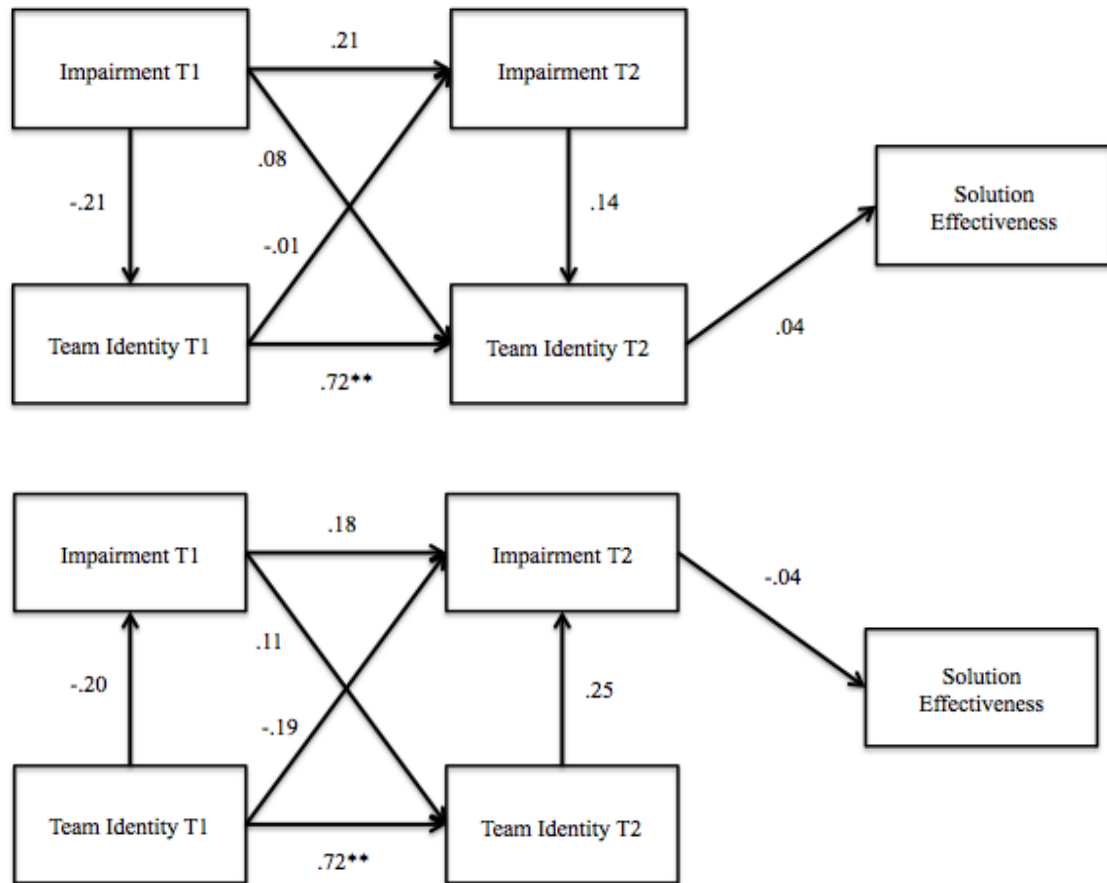 .21
Impairment T1
Impairment T2
.08
-.21
.14
Solution
Effectiveness
-.01
Team Identity T1
Team Identity T2
.04
.72**
.18
Impairment T1
Impairment T2
-.04
.11
-.20
.25
Solution
Effectiveness
-.19
Team Identity T1
Team Identity T2
.72**